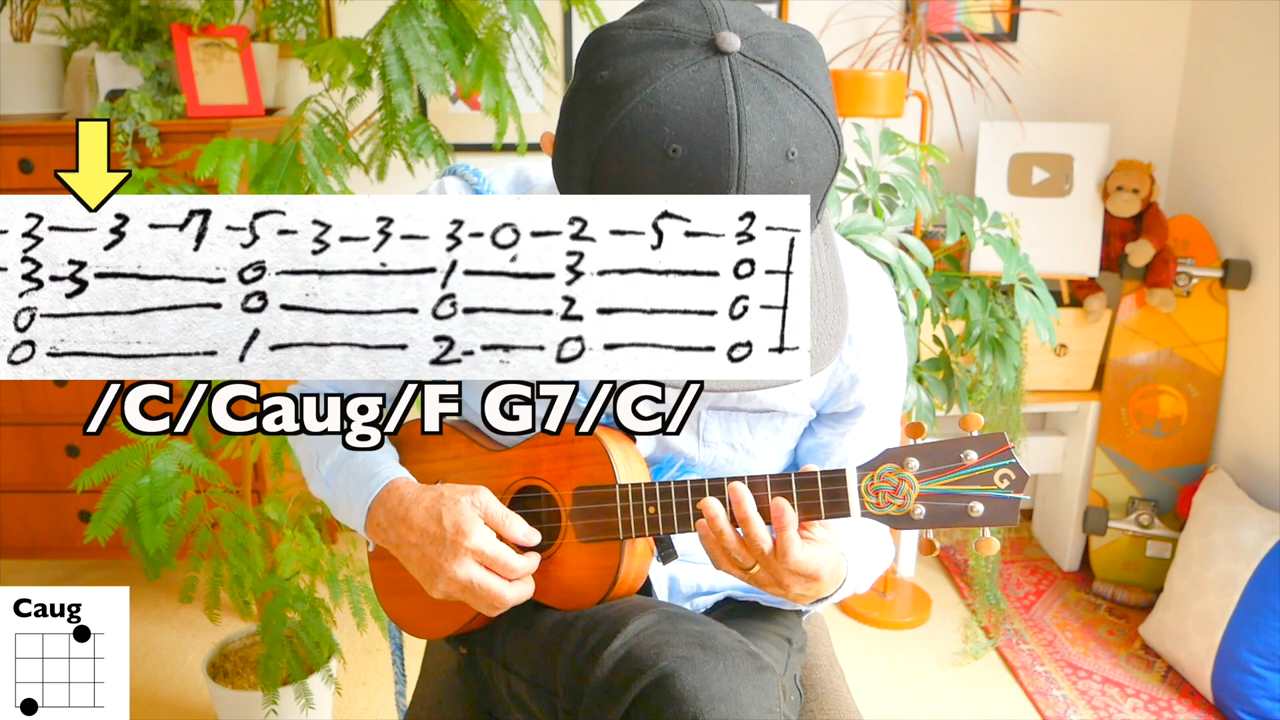 -3—3-7-5-3-3-3-0-2-5-3-
-3-3——0——1——3——0-
0——0——0——2——0-
0——1——2——0——0
/C/Caug/F G7/C/
G
Caug